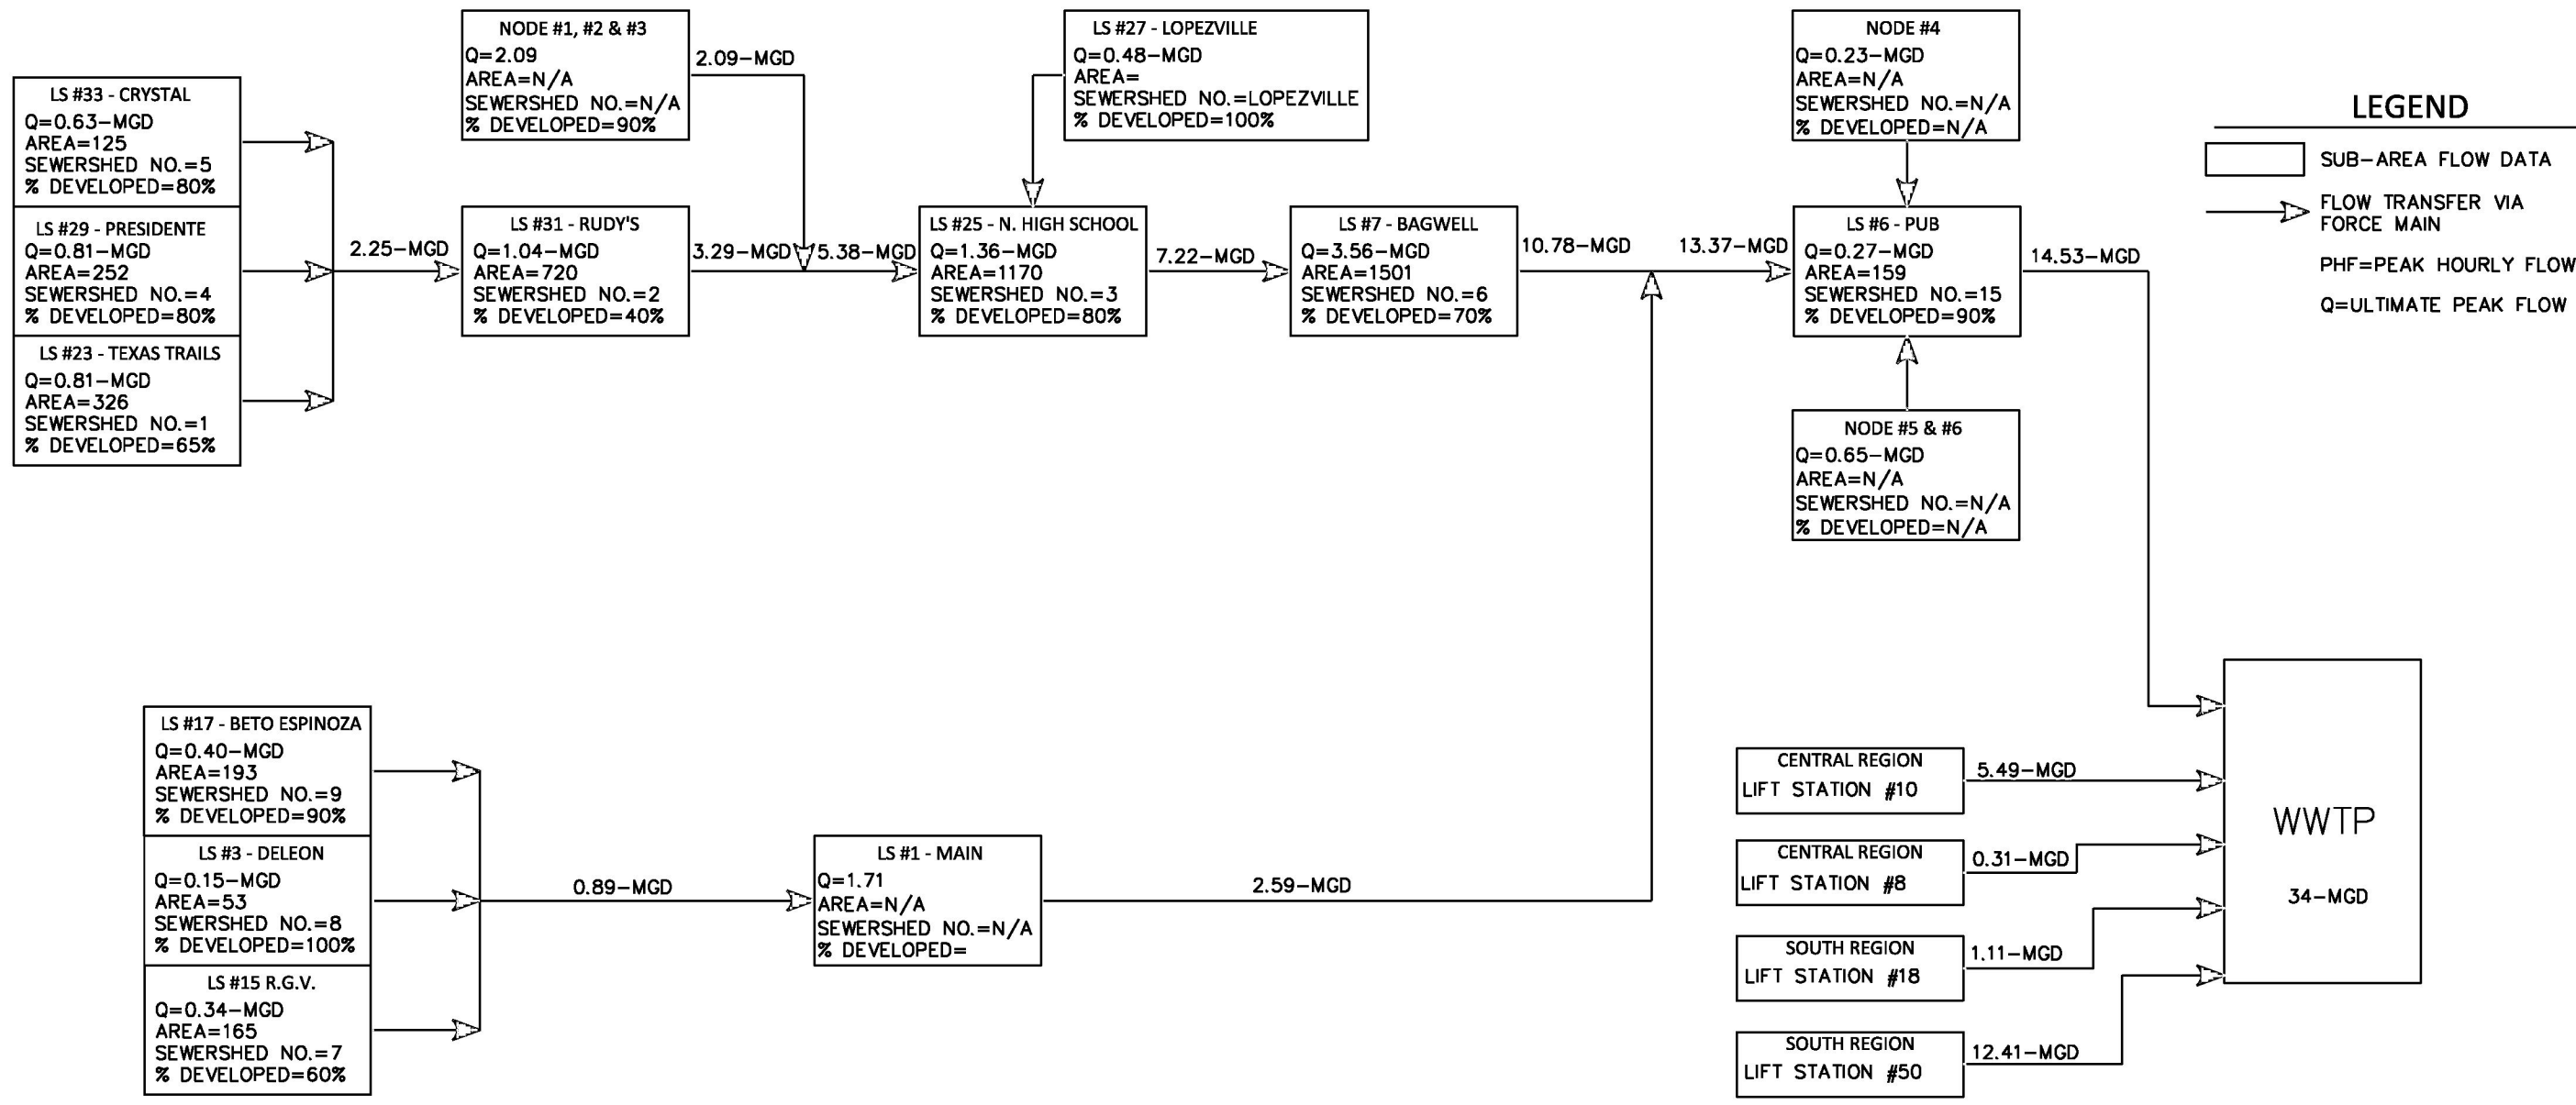 LS #33 - CRYSTAL
Q=0.63-MGD
AREA=125
SEWERSHED NO.=5
% DEVELOPED=80%
LS #29 - PRESIDENTE
Q=0.81-MGD
AREA=252
SEWERSHED NO.=4
% DEVELOPED=80%
LS #23 - TEXAS TRAILS
Q=0.81-MGD
AREA=326
SEWERSHED NO.=1
% DEVELOPED=65%
2.25-MGD
NODE #1, #2 & #3
Q=2.09
AREA=N/A
SEWERSHED NO.=N/A
% DEVELOPED=90%
2.09-MGD
LS #31 - RUDY'S
Q=1.04-MGD
AREA=720
SEWERSHED NO.=2
% DEVELOPED=40%
3.29-MGD
5.38-MGD
LS #27 - LOPEZVILLE
Q=0.48-MGD
AREA=
SEWERSHED NO.=LOPEZVILLE
% DEVELOPED=100%
LS #25 - N. HIGH SCHOOL
Q=1.36-MGD
AREA=1170
SEWERSHED NO.=3
% DEVELOPED=80%
7.22-MGD
LS #7 - BAGWELL
Q=3.56-MGD
AREA=1501
SEWERSHED NO.=6
% DEVELOPED=70%
10.78-MGD
13.37-MGD
NODE #4
Q=0.23-MGD
AREA=N/A
SEWERSHED NO.=N/A
% DEVELOPED=N/A
LS #6 - PUB
Q=0.27-MGD
AREA=159
SEWERSHED NO.=15
% DEVELOPED=90%
14.53-MGD
NODE #5 & #6
Q=0.65-MGD
AREA=N/A
SEWERSHED NO.=N/A
% DEVELOPED=N/A
LEGEND
SUB-AREA FLOW DATA
FLOW TRANSFER VIA
FORCE MAIN
PHF=PEAK HOURLY FLOW
Q=ULTIMATE PEAK FLOW
LS #17 - BETO ESPINOZA
Q=0.40-MGD
AREA=193
SEWERSHED NO.=9
% DEVELOPED=90%
LS #3 - DELEON
Q=0.15-MGD
AREA=53
SEWERSHED NO.=8
% DEVELOPED=100%
LS #15 R.G.V.
Q=0.34-MGD
AREA=165
SEWERSHED NO.=7
% DEVELOPED=60%
0.89-MGD
LS #1 - MAIN
Q=1.71
AREA=N/A
SEWERSHED NO.=N/A
% DEVELOPED=
2.59-MGD
CENTRAL REGION
LIFT STATION #10
5.49-MGD
CENTRAL REGION
LIFT STATION #8
0.31-MGD
SOUTH REGION
LIFT STATION #18
1.11-MGD
SOUTH REGION
LIFT STATION #50
12.41-MGD
WWTP
34-MGD